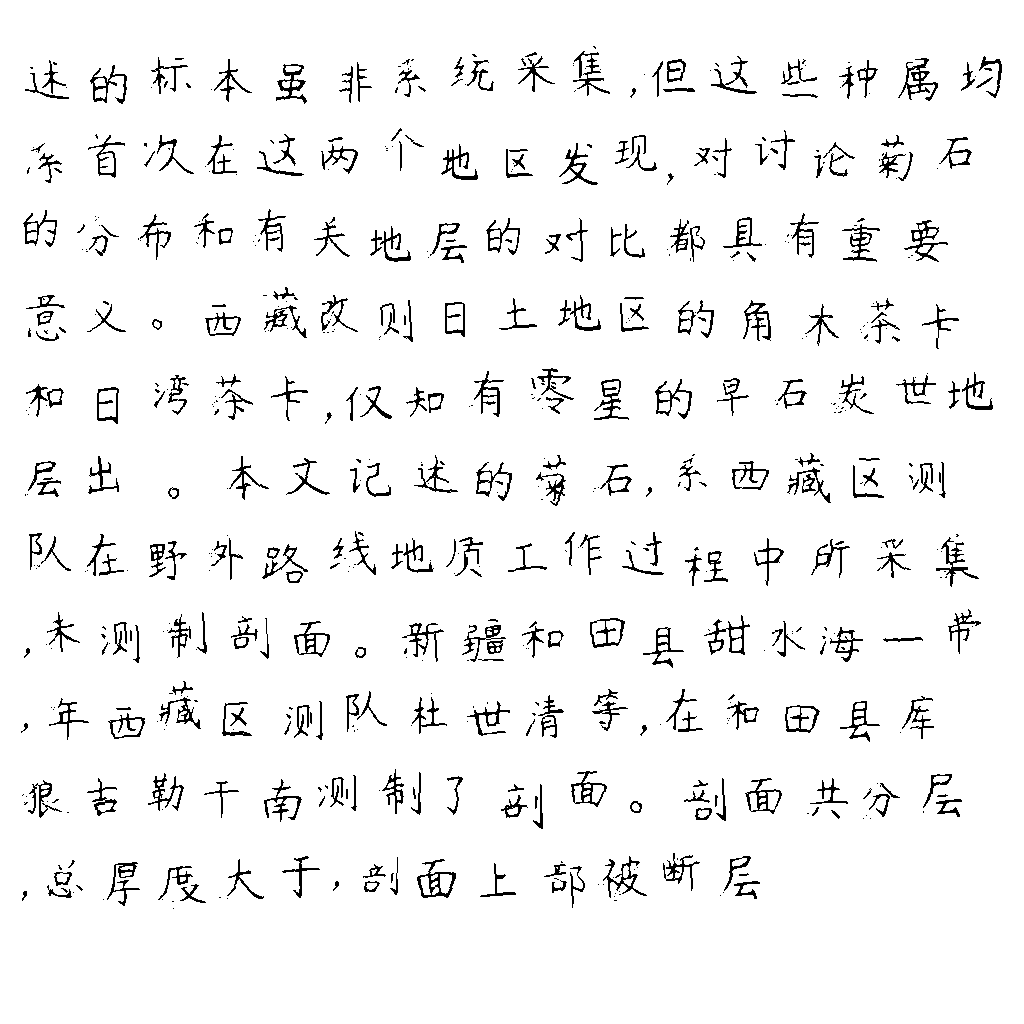 述的标本虽非系统采集,但这些种属均
系首次在这两个地区发现,对讨论菊石
的分布和有关地层的对比都具有重要
意义。西藏改则日土地区的角木茶卡
和日湾茶卡,仅知有零星的早石炭世地
层出。本文记述的菊石,系西藏区测
队在野外路线地质工作过程中所采集
,未测制剖面。新疆和田县甜水海一带
,年西藏区测队杜世清等,在和田县库
狼吉勒干南测制了剖面。剖面共分层
,总厚度大于,剖面上部被断层